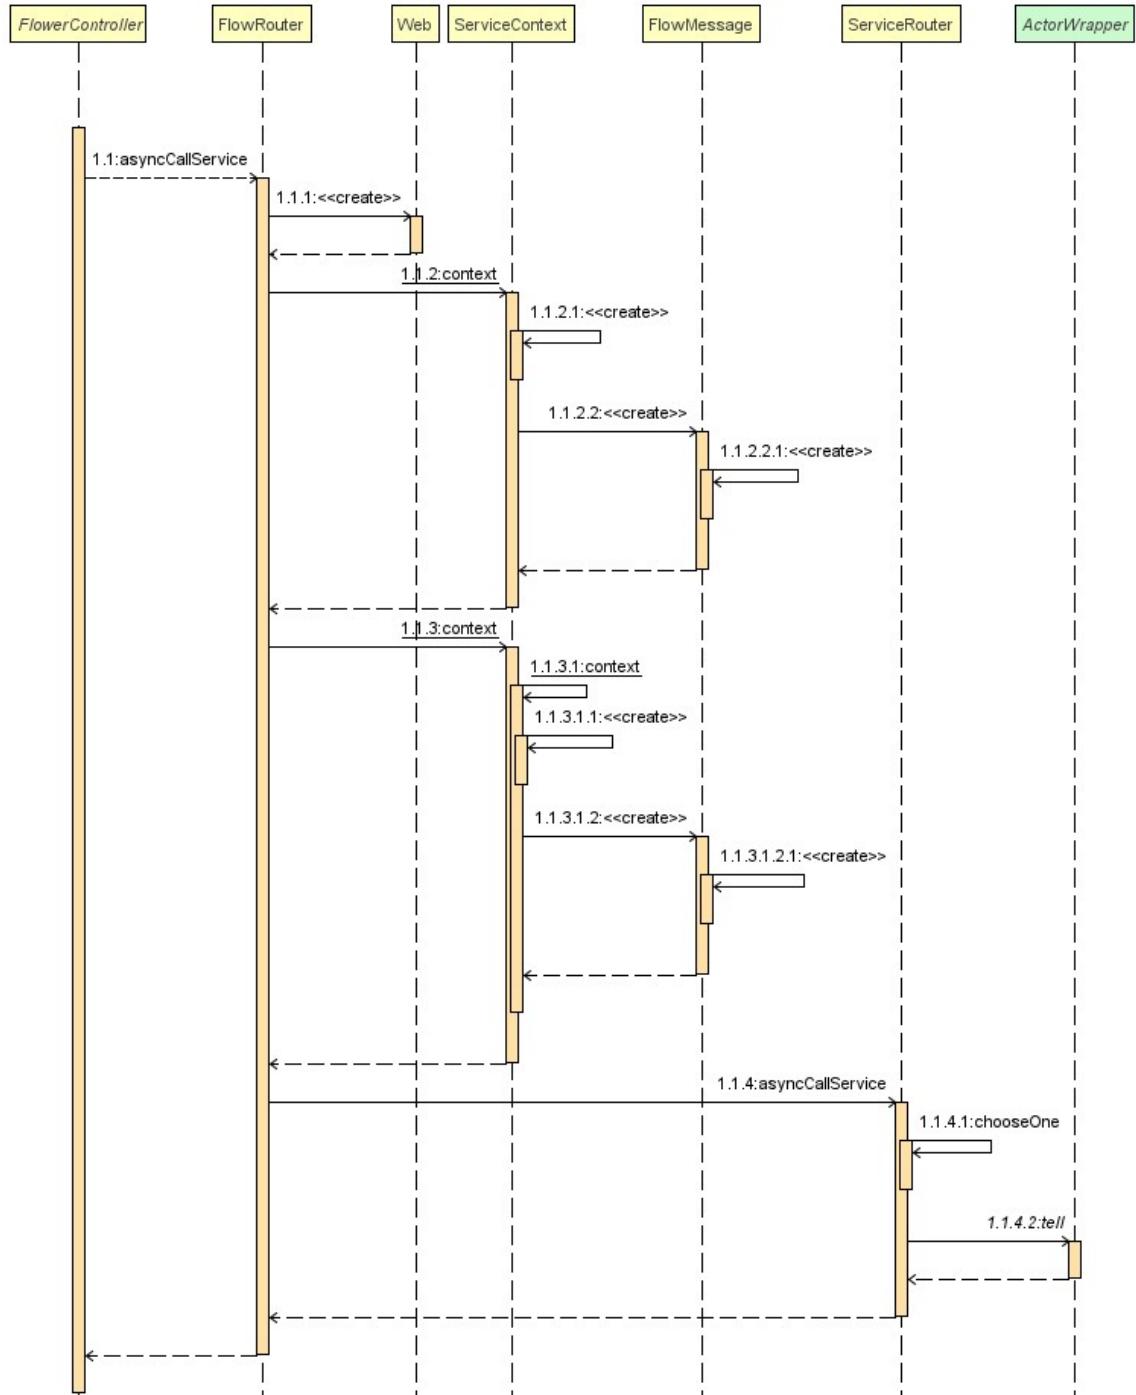 FlowerController
FlowRouter
Web
ServiceContext
FlowMessage
ServiceRouter
ActorWrapper
1.1:asyncCallService
1.1.1:<<create>>
1.1.2:context
1.1.2.1:<<create>>
1.1.2.2:<<create>>
1.1.2.2.1:<<create>>
1.1.3:context
1.1.3.1:context
1.1.3.1.1:<<create>>
1.1.3.1.2:<<create>>
1.1.3.1.2.1:<<create>>
1.1.4:asyncCallService
1.1.4.1:chooseOne
1.1.4.2:tell